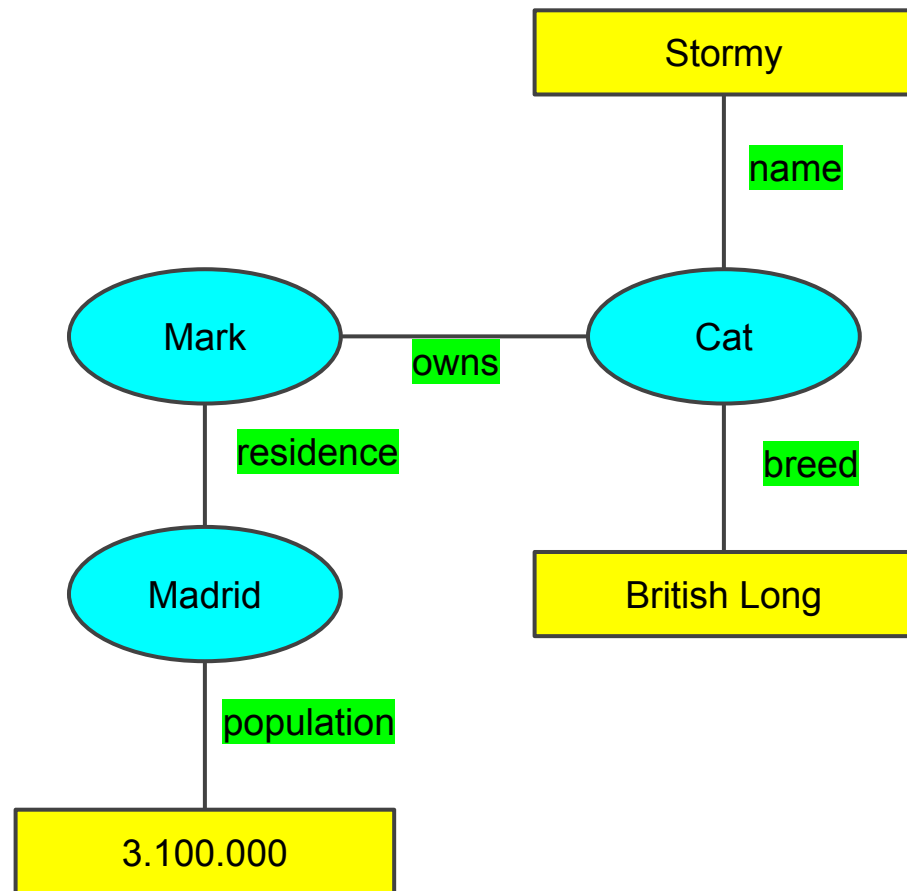 Stormy
name
Mark
owns
Cat
residence
breed
Madrid
British Long
population
3.100.000